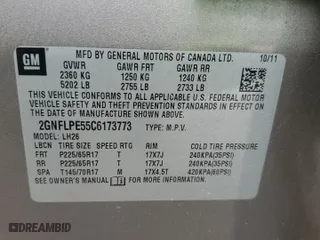 GM
MFD BY GENERAL MOTORS OF CANADA LTD. 10/11
GVWR GAWR FRT GAWR RR
2360 KG 1250 KG 1240 KG
5202 LB 2755 LB 2733 LB
THIS VEHICLE CONFORMS TO ALL APPLICABLE U.S. FEDERAL MOTOR
VEHICLE SAFETY AND THEFT PREVENTION STANDARDS IN EFFECT
ON THE DATE OF MANUFACTURE SHOWN ABOVE.
2GNFLPE55C6173773 TYPE: M.P.V.
MODEL: LH26
LBCN TIRE SIZE SPEED RTG RIM COLD TIRE PRESSURE
FRT P225/65R17 T 17X7J 240KPA(35PSI)
RR P225/65R17 T 17X7J 240KPA(35PSI)
SPA T145/70R17 M 17X4.5T 420KPA(60PSI)
SEE OWNER'S MANUAL
DREAMBID AutoHistory